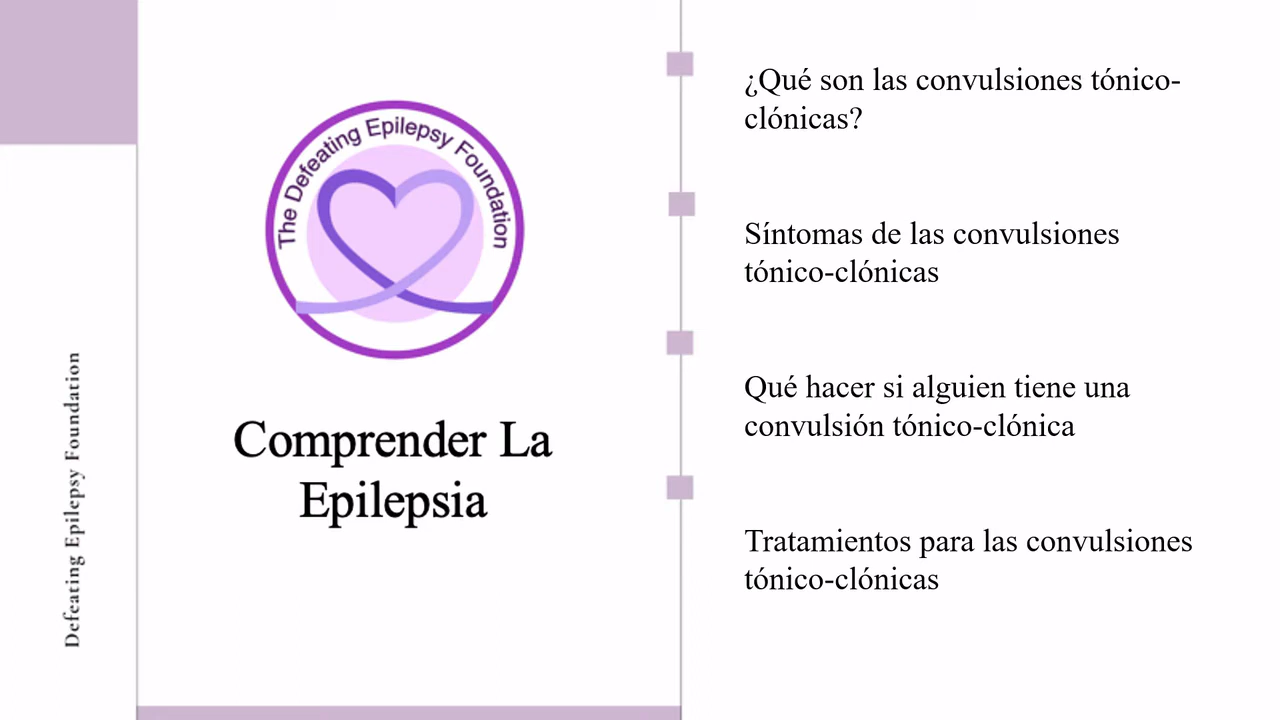 Defeating Epilepsy Foundation
The Defeating Epilepsy Foundation
Comprender La
Epilepsia
¿Qué son las convulsiones tónico-
clónicas?
Síntomas de las convulsiones
tónico-clónicas
Qué hacer si alguien tiene una
convulsión tónico-clónica
Tratamientos para las convulsiones
tónico-clónicas